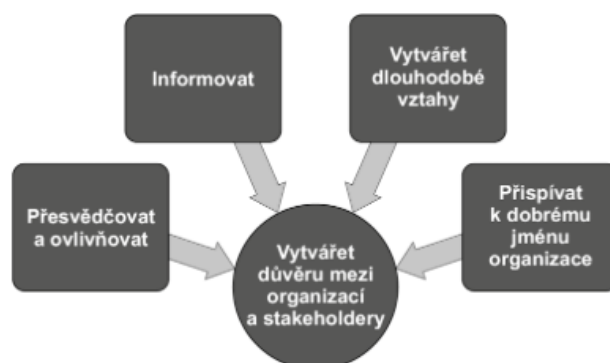 Informovat
Vytvářet
dlouhodobé
vztahy
Přesvědčovat
a ovlivňovat
Přispívat
k dobrému
jménu
organizace
Vytvářet
důvěru mezi
organizací
a stakeholdery